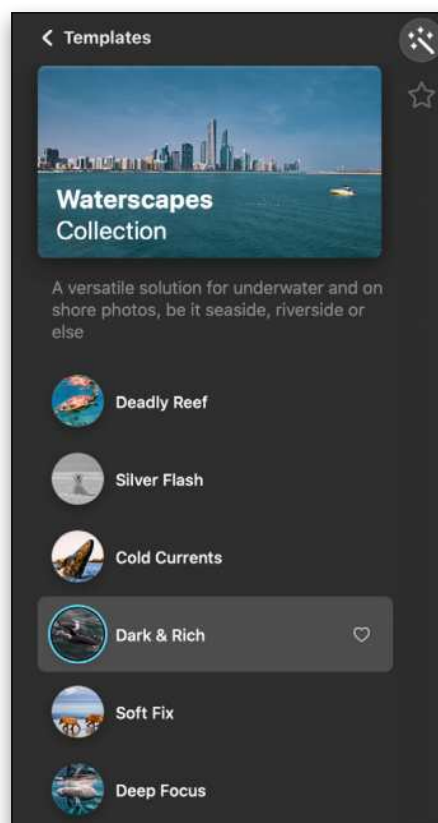 Templates
Waterscapes
Collection
A versatile solution for underwater and on
shore photos, be it seaside, riverside or
else
Deadly Reef
Silver Flash
Cold Currents
Dark & Rich
Soft Fix
Deep Focus